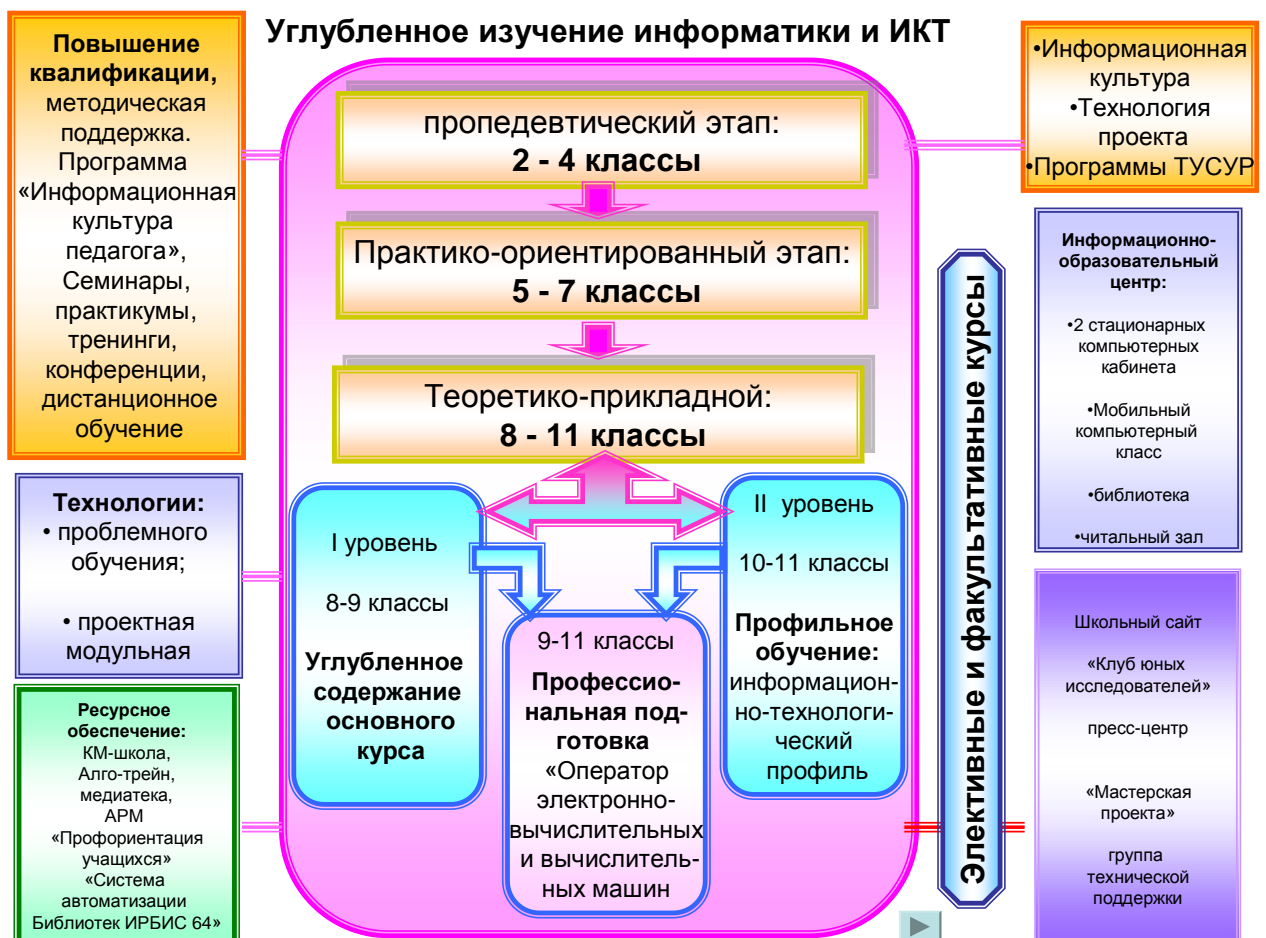 Углубленное изучение информатики и ИКТ
Повышение
квалификации,
методическая
поддержка.
Программа
«Информационная
культура
педагога»,
Семинары,
практикумы,
тренинги,
конференции,
дистанционное
обучение
Технологии:
• проблемного
обучения;
• проектная
модульная
Ресурсное
обеспечение:
КМ-школа,
Алго-трейн,
медиатека,
АРМ
«Профориентация
учащихся»
«Система
автоматизации
Библиотек ИРБИС 64»
пропедевтический этап:
2 - 4 классы
Практико-ориентированный этап:
5 - 7 классы
Теоретико-прикладной:
8 - 11 классы
I уровень
8-9 классы
Углубленное
содержание
основного
курса
9-11 классы
Профессио-
нальная под-
готовка
«Оператор
электронно-
вычислительных
и вычислитель-
ных машин
II уровень
10-11 классы
Профильное
обучение:
информацион-
но-технологи-
ческий
профиль
Элективные и факультативные курсы
•Информационная
культура
•Технология
проекта
•Программы ТУСУР
Информационно-
образовательный
центр:
•2 стационарных
компьютерных
кабинета
•Мобильный
компьютерный
класс
•библиотека
•читальный зал
Школьный сайт
«Клуб юных
исследователей»
пресс-центр
«Мастерская
проекта»
группа
технической
поддержки